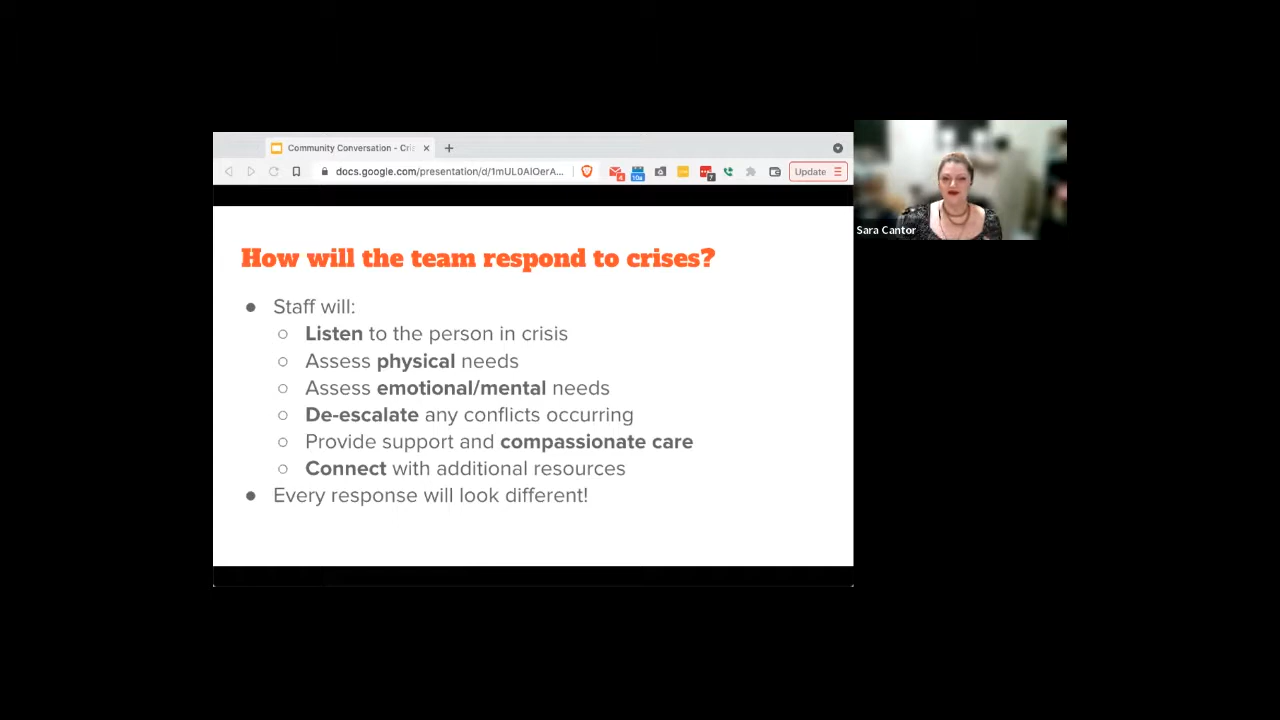 Community Conversation - Cris
docs.google.com/presentation/d/1mUL0AIOerA...
Update
Sara Cantor
How will the team respond to crises?
Staff will:
Listen to the person in crisis
Assess physical needs
Assess emotional/mental needs
De-escalate any conflicts occurring
Provide support and compassionate care
Connect with additional resources
Every response will look different!